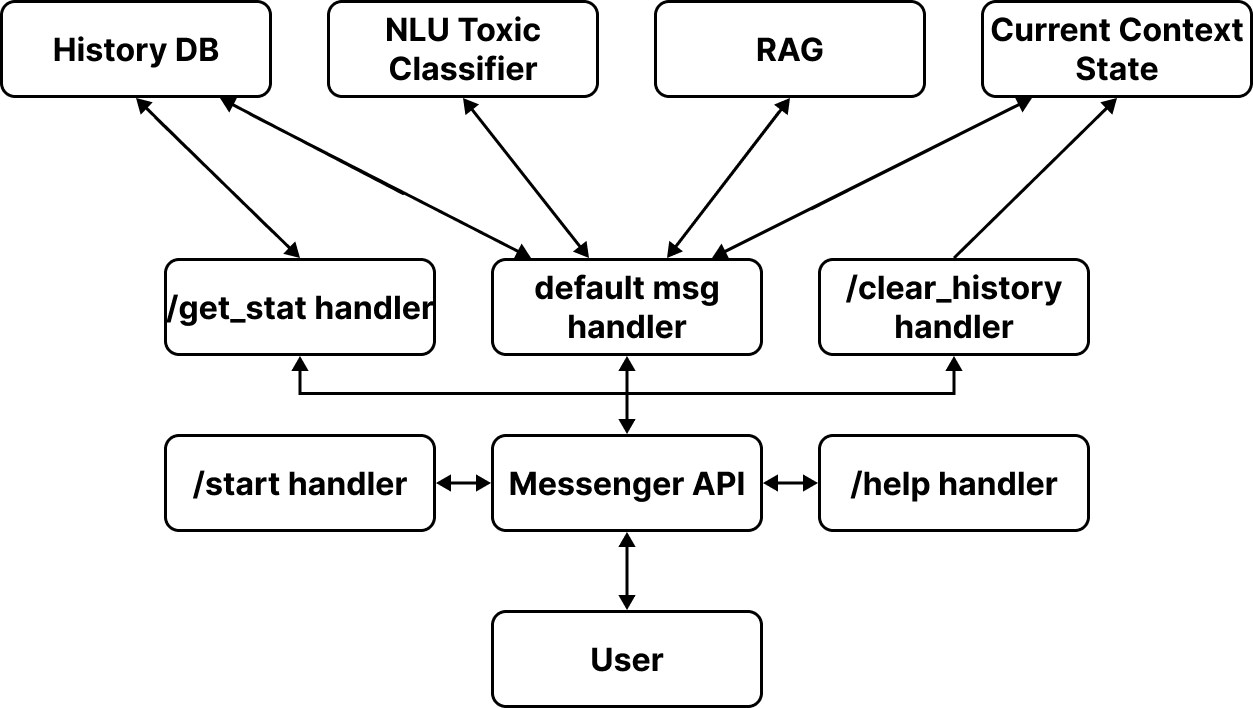 History DB
NLU Toxic
Classifier
RAG
Current Context
State
/get_stat handler
default msg
handler
/clear_history
handler
/start handler
Messenger API
/help handler
User